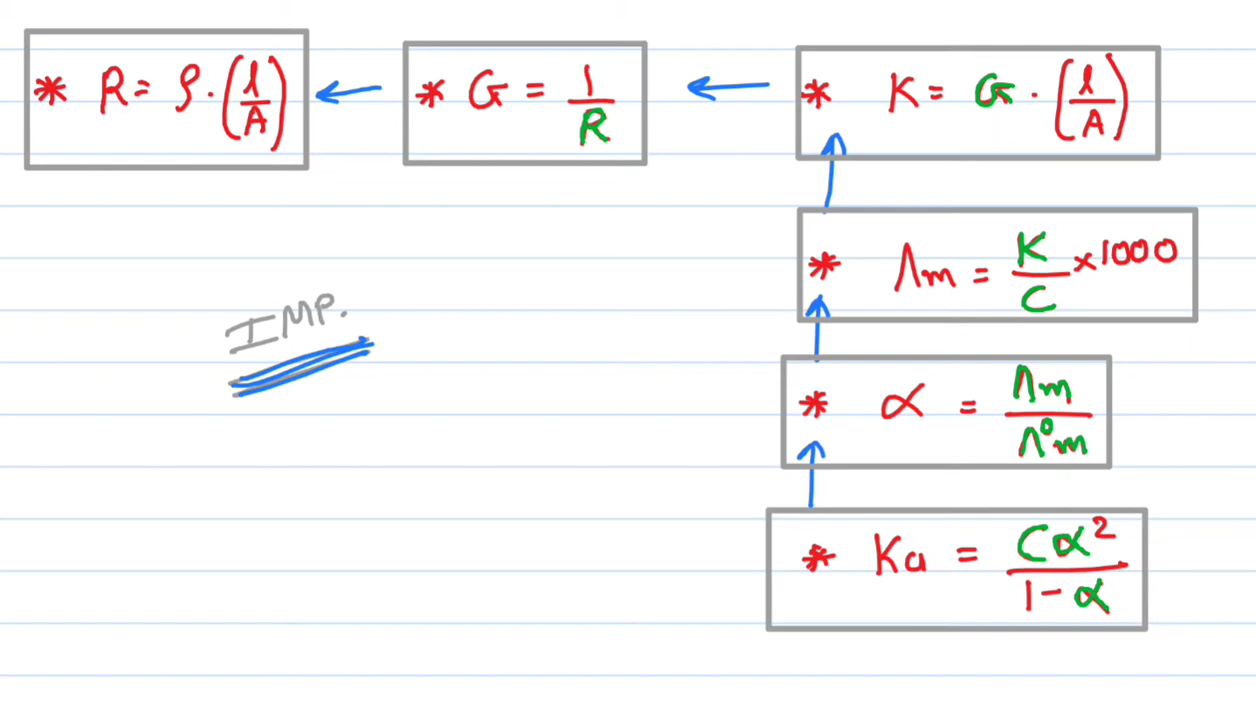 * R = ρ · (l/A)
* G = 1/R
* K = G · (l/A)
* Λm = K/C × 1000
IMP.
* α = Λm/Λ°m
* Ka = Cα²/1-α